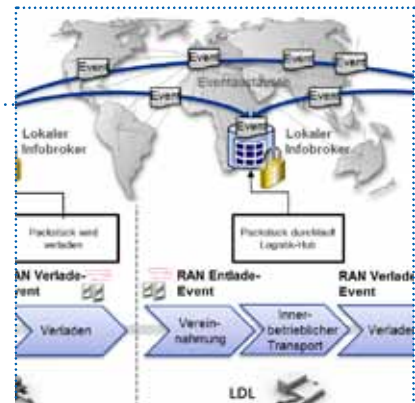 Event
Event
Event
Event
Eventaustausch
Event
Event
Event
Lokaler
Infobroker
Lokaler
Infobroker
Packstück wird
verladen
Packstück durchläuft
Logistik-Hub
RAN Verlade-
Event
RAN Entlade-
Event
RAN Verlade
Event
Verladen
Verein-
nahmung
Inner-
betrieblicher
Transport
Verladen
LDL